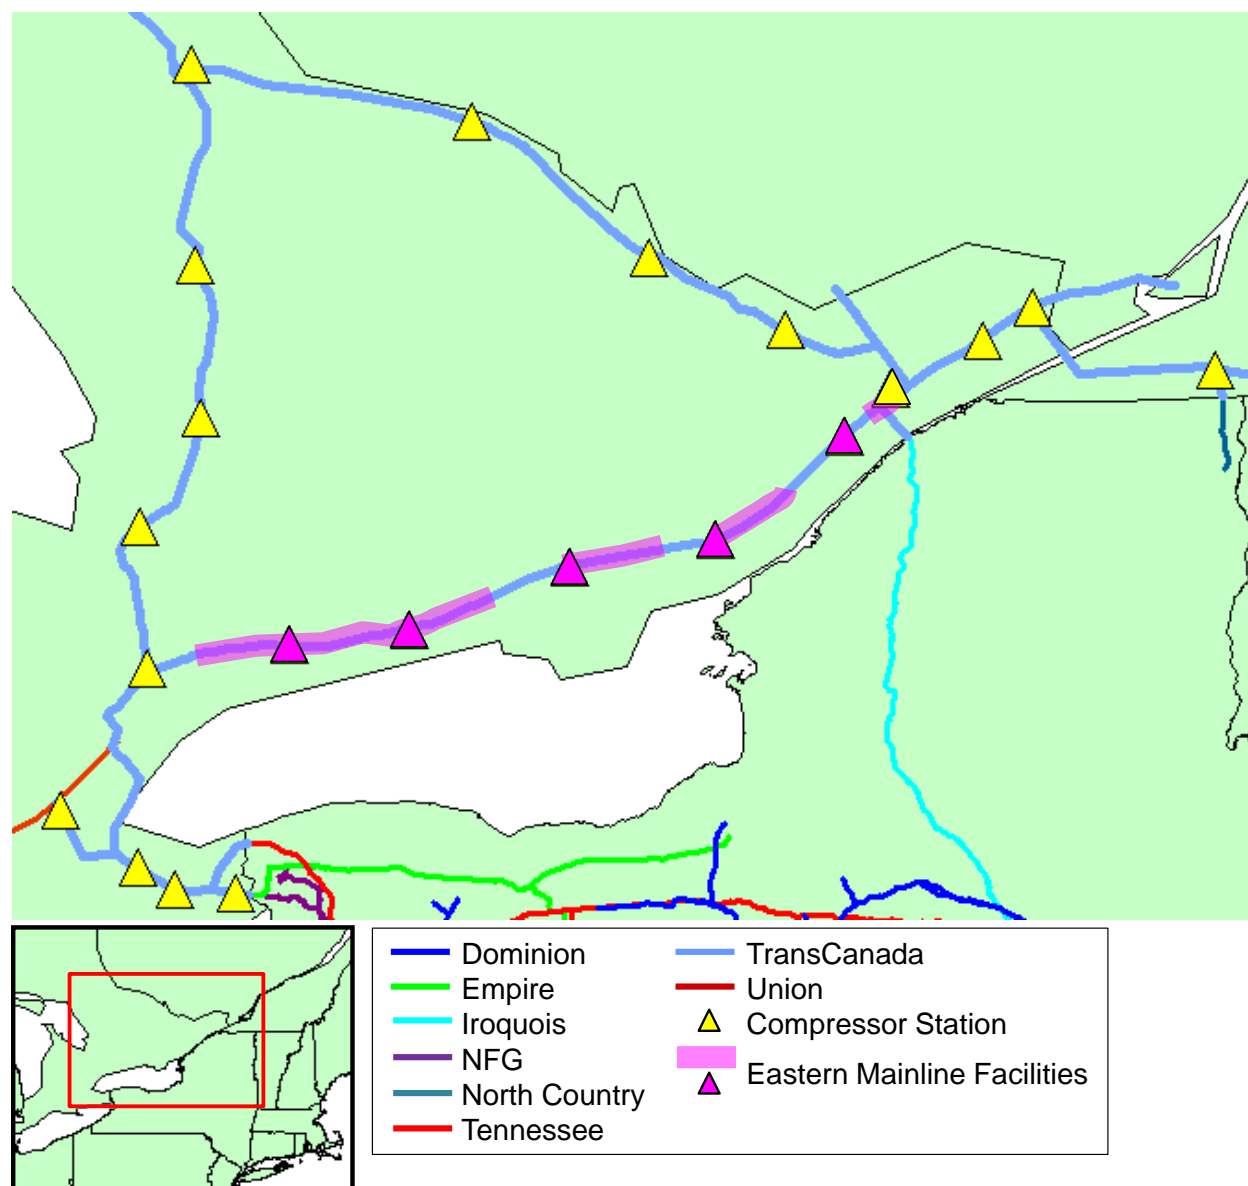 Dominion
Empire
Iroquois
NFG
North Country
Tennessee
TransCanada
Union
Compressor Station
Eastern Mainline Facilities